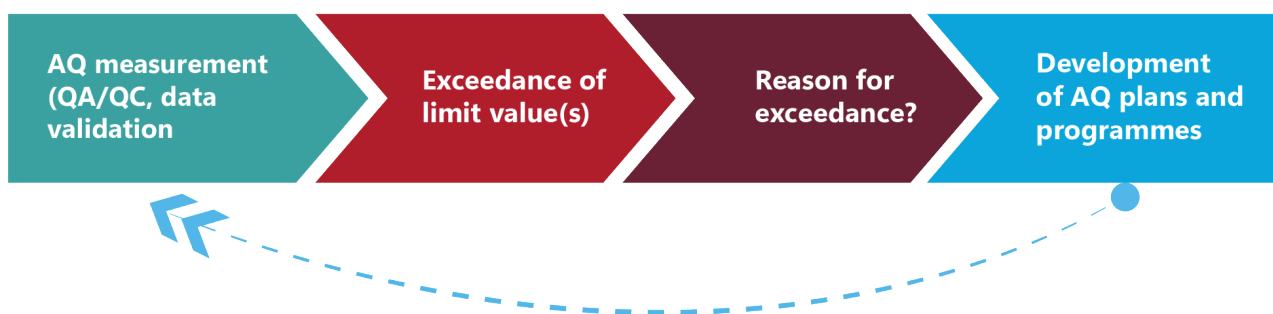 AQ measurement
(QA/QC, data
validation
Exceedance of
limit value(s)
Reason for
exceedance?
Development
of AQ plans and
programmes